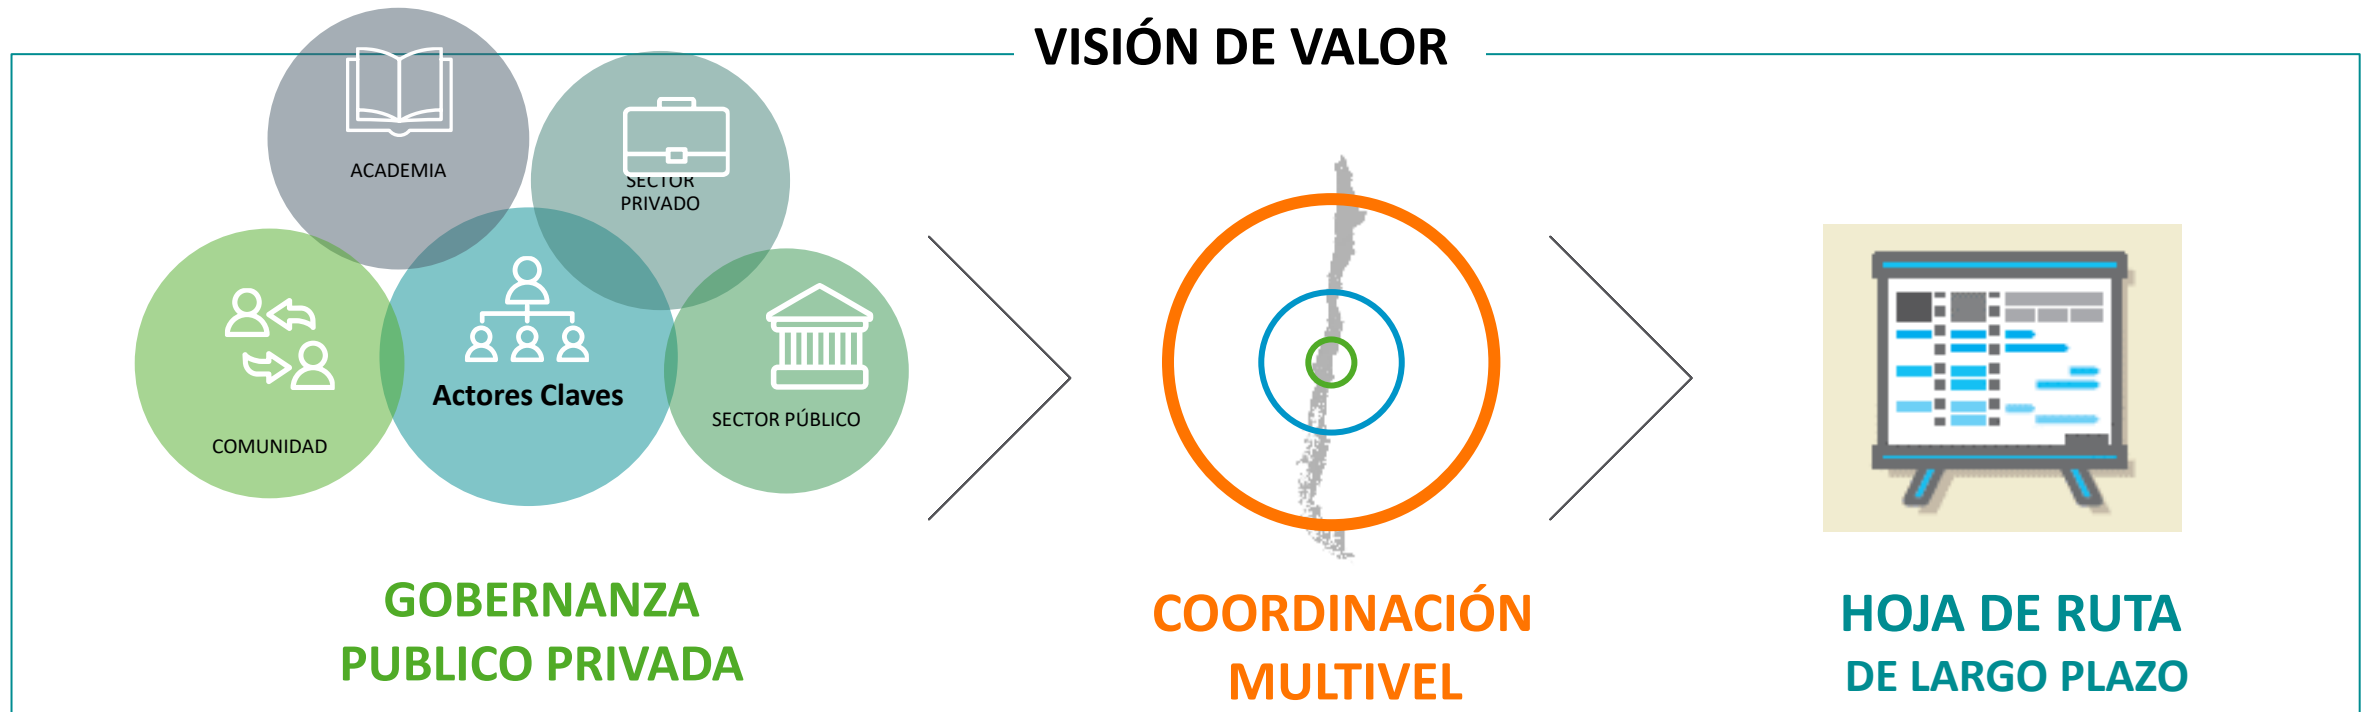 VISIÓN DE VALOR
ACADEMIA
SECTOR
PRIVADO
Actores Claves
SECTOR PÚBLICO
COMUNIDAD
GOBERNANZA
PUBLICO PRIVADA
COORDINACIÓN
MULTIVEL
HOJA DE RUTA
DE LARGO PLAZO